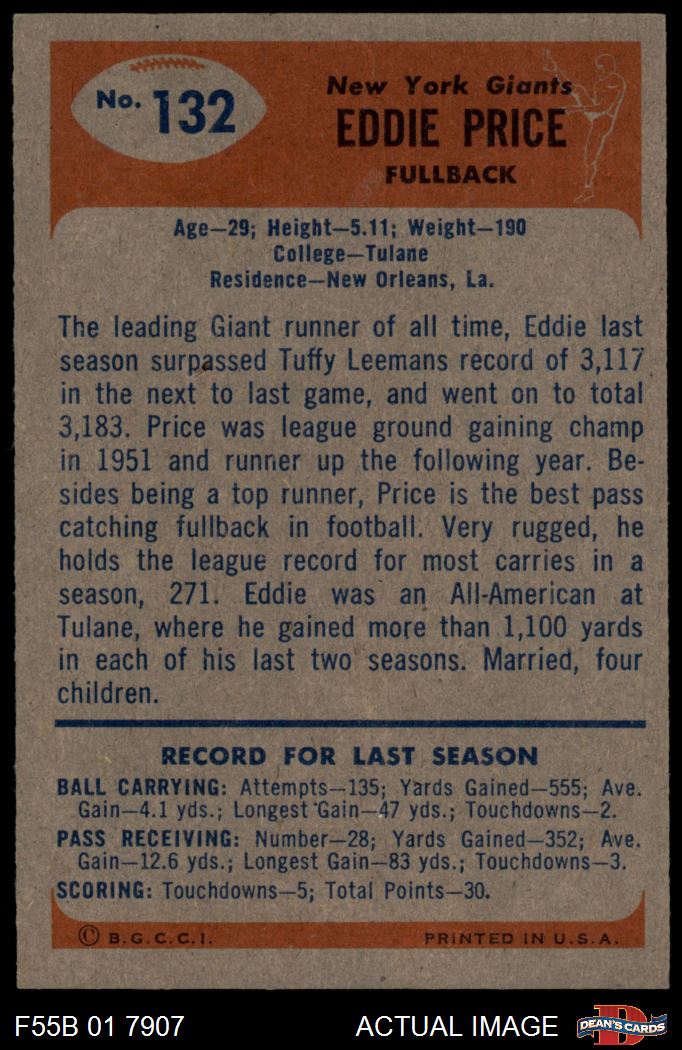 No. 132
New York Giants
EDDIE PRICE
FULLBACK
Age—29; Height—5.11; Weight—190
College—Tulane
Residence—New Orleans, La.
The leading Giant runner of all time, Eddie last
season surpassed Tuffy Leemans record of 3,117
in the next to last game, and went on to total
3,183. Price was league ground gaining champ
in 1951 and runner up the following year. Be-
sides being a top runner, Price is the best pass
catching fullback in football. Very rugged, he
holds the league record for most carries in a
season, 271. Eddie was an All-American at
Tulane, where he gained more than 1,100 yards
in each of his last two seasons. Married, four
children.
RECORD FOR LAST SEASON
BALL CARRYING: Attempts—135; Yards Gained—555; Ave.
Gain—4.1 yds.; Longest Gain—47 yds.; Touchdowns—2.
PASS RECEIVING: Number—28; Yards Gained—352; Ave.
Gain—12.6 yds.; Longest Gain—83 yds.; Touchdowns—3.
SCORING: Touchdowns—5; Total Points—30.
© B.G.C.C.I. PRINTED IN U.S.A.
F55B 01 7907 ACTUAL IMAGE D DEAN'S CARDS